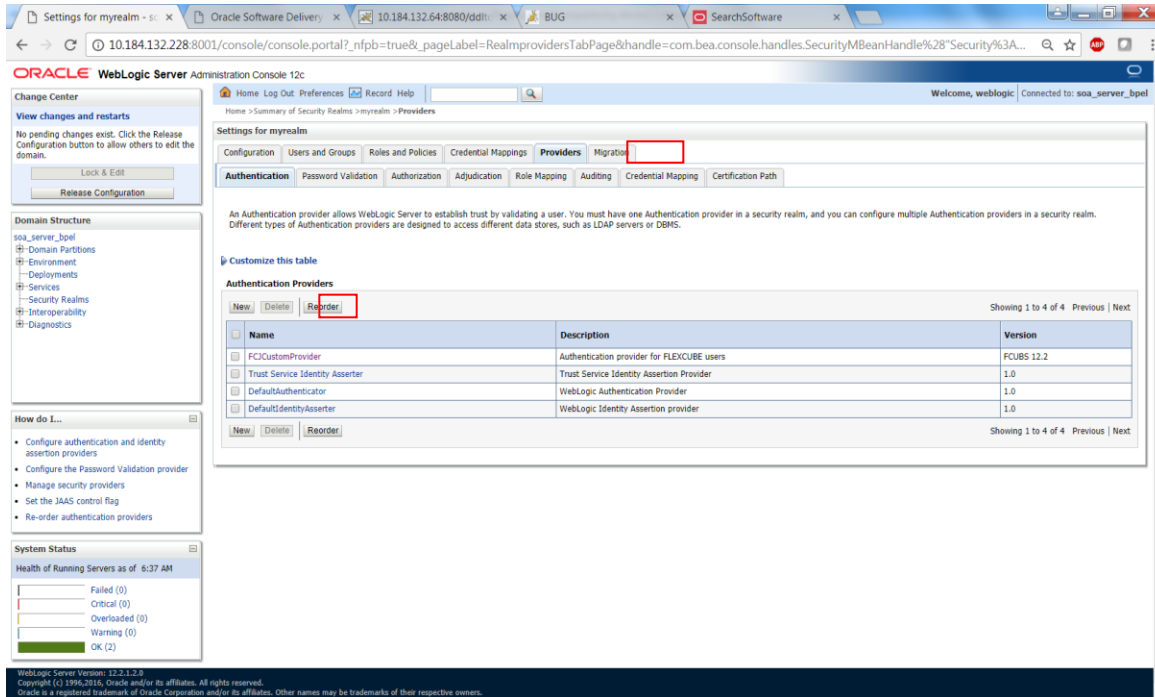 Settings for myrealm - so
Oracle Software Delivery
10.184.132.64:8080/ddlto
BUG
SearchSoftware
10.184.132.228:8001/console/console.portal?_nfpb=true&_pageLabel=RealmprovidersTabPage&handle=com.bea.console.handles.SecurityMBeanHandle%28"Security%3A...
ABP
ORACLE WebLogic Server Administration Console 12c
Change Center
View changes and restarts
No pending changes exist. Click the Release
Configuration button to allow others to edit the
domain.
Lock & Edit
Release Configuration
Domain Structure
soa_server_bpel
Domain Partitions
Environment
Deployments
Services
Security Realms
Interoperability
Diagnostics
How do I...
Configure authentication and identity
assertion providers
Configure the Password Validation provider
Manage security providers
Set the JAAS control flag
Re-order authentication providers
System Status
Health of Running Servers as of 6:37 AM
Failed (0)
Critical (0)
Overloaded (0)
Warning (0)
OK (2)
Home Log Out Preferences Record Help
Welcome, weblogic Connected to: soa_server_bpel
Home >Summary of Security Realms >myrealm >Providers
Settings for myrealm
Configuration Users and Groups Roles and Policies Credential Mappings Providers Migration
Authentication Password Validation Authorization Adjudication Role Mapping Auditing Credential Mapping Certification Path
An Authentication provider allows WebLogic Server to establish trust by validating a user. You must have one Authentication provider in a security realm, and you can configure multiple Authentication providers in a security realm.
Different types of Authentication providers are designed to access different data stores, such as LDAP servers or DBMS.
Customize this table
Authentication Providers
New Delete Reorder Showing 1 to 4 of 4 Previous | Next
Name Description Version
FCJCustomProvider Authentication provider for FLEXCUBE users FCUBS 12.2
Trust Service Identity Asserter Trust Service Identity Assertion Provider 1.0
DefaultAuthenticator WebLogic Authentication Provider 1.0
DefaultIdentityAsserter WebLogic Identity Assertion provider 1.0
New Delete Reorder Showing 1 to 4 of 4 Previous | Next
WebLogic Server Version: 12.2.1.2.0
Copyright (c) 1996,2016, Oracle and/or its affiliates. All rights reserved.
Oracle is a registered trademark of Oracle Corporation and/or its affiliates. Other names may be trademarks of their respective owners.